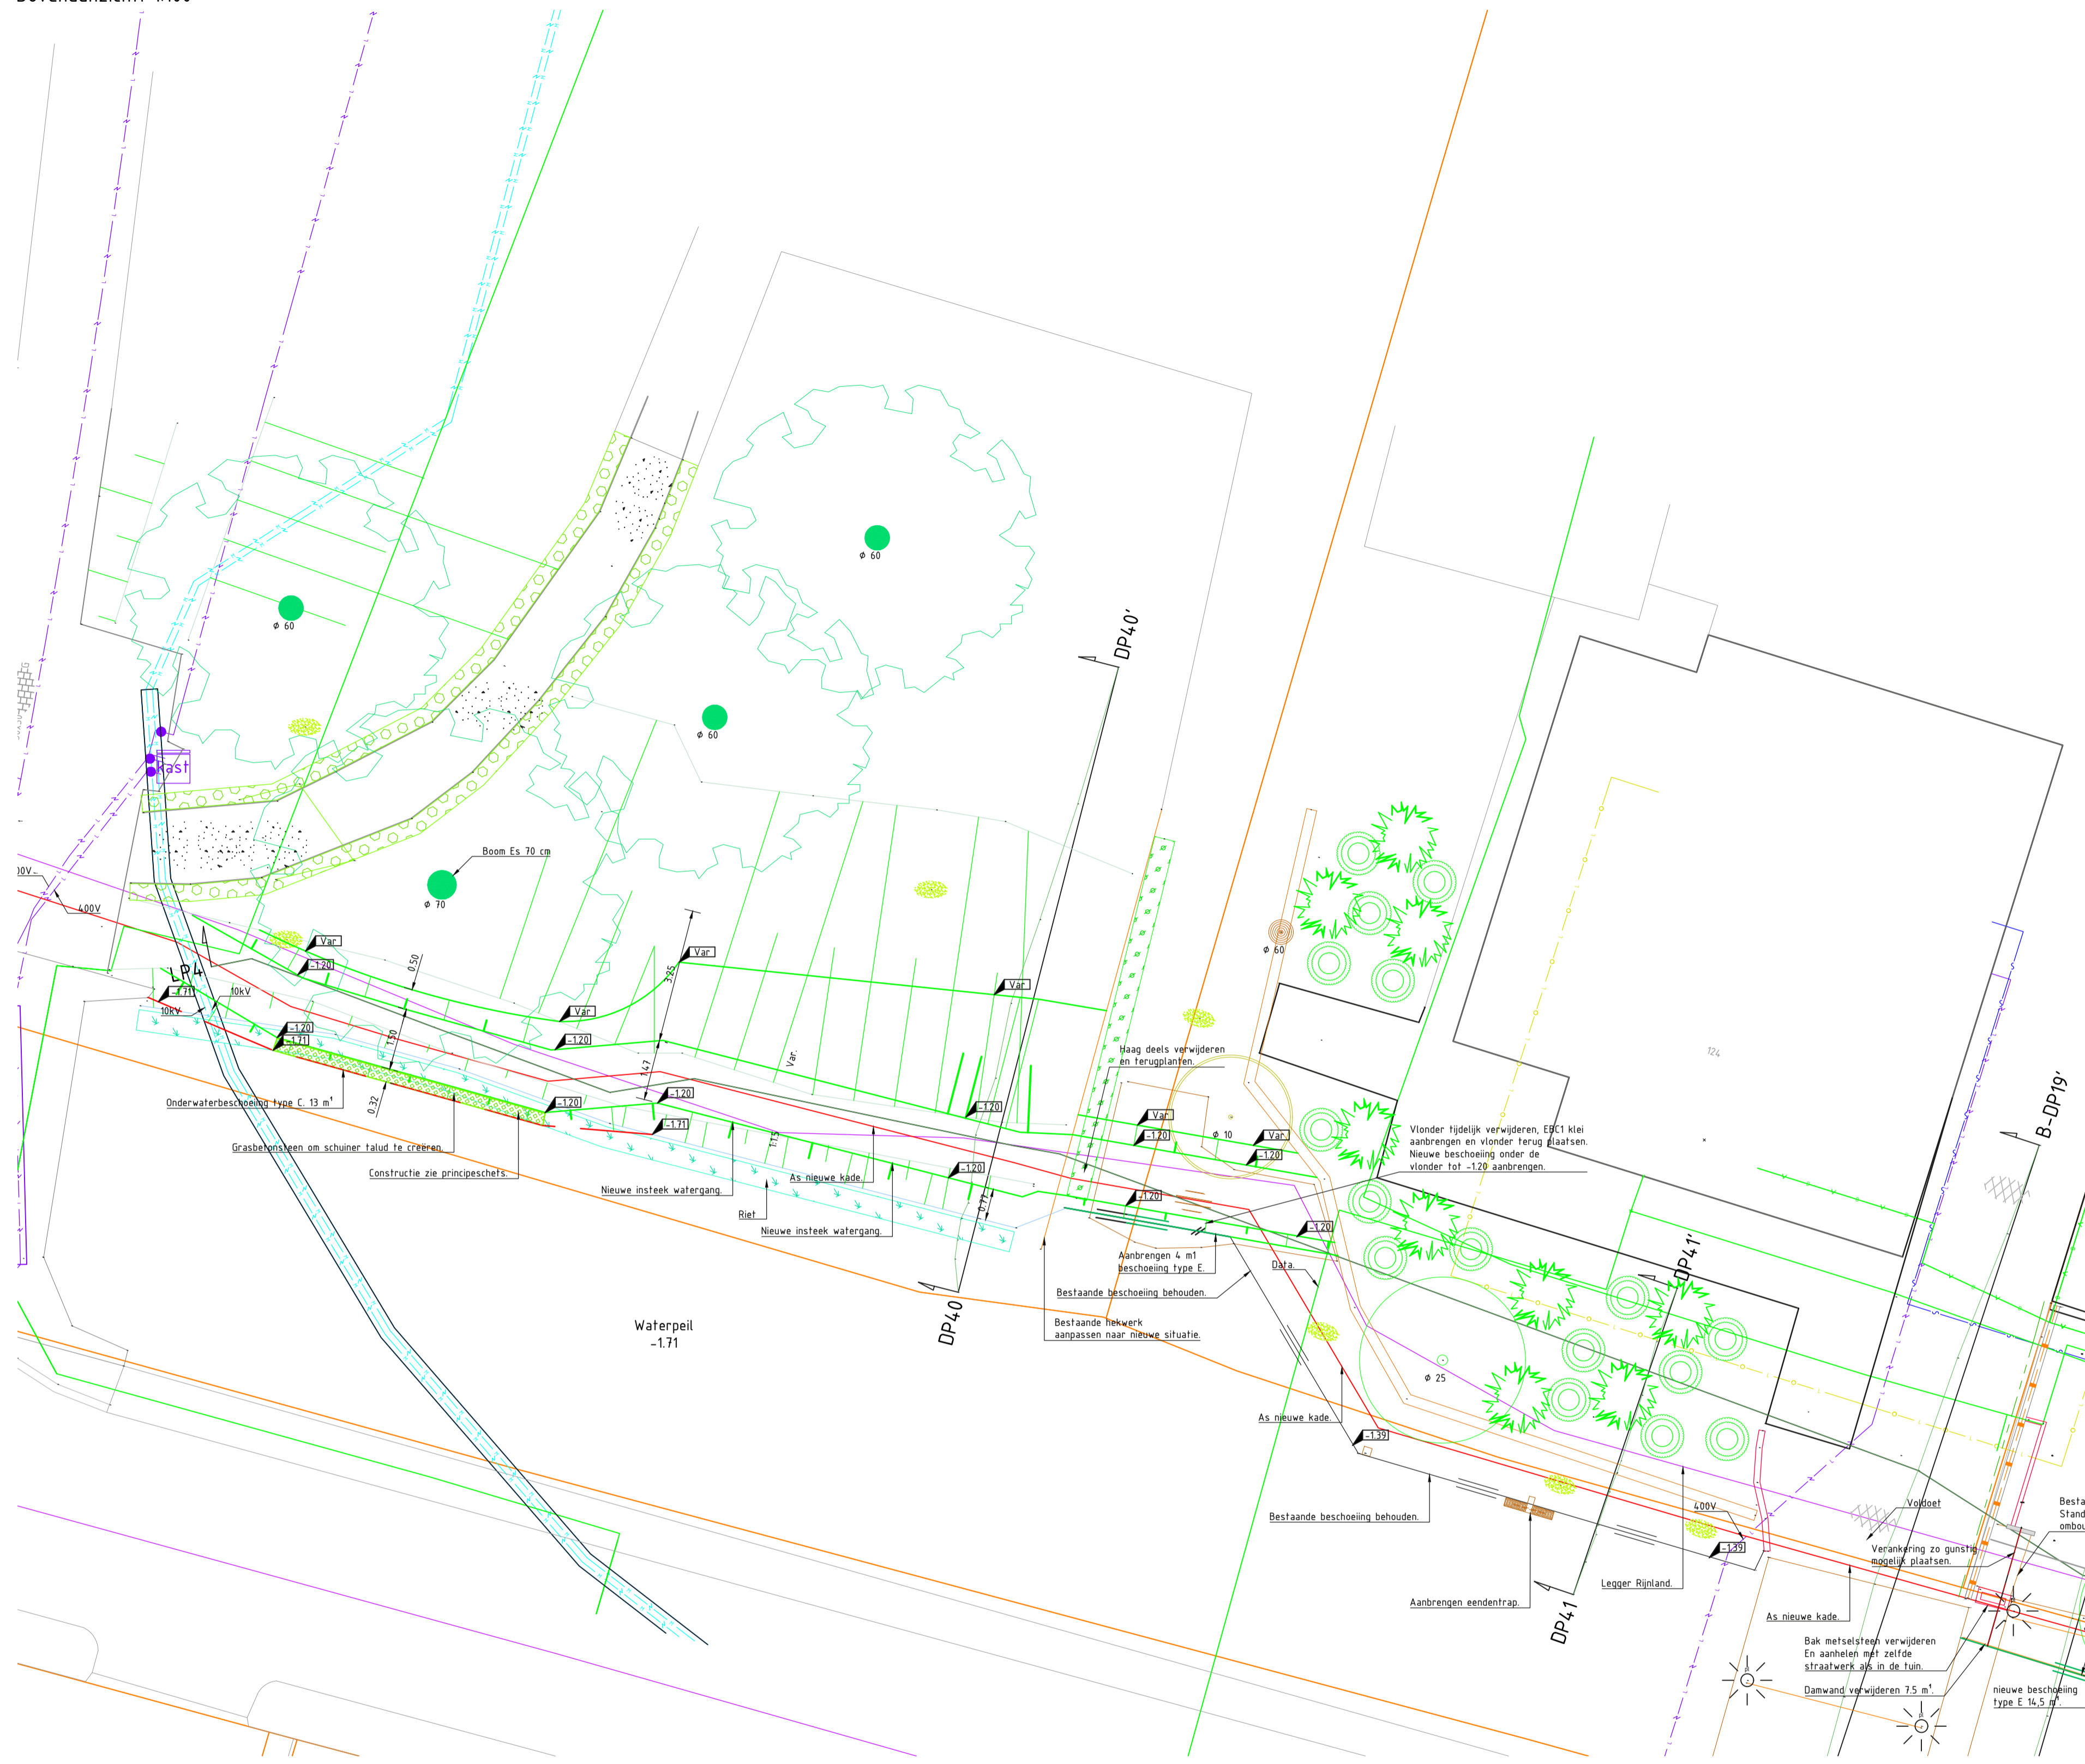 ø 60
ø 60
ø 60
DP40'
kast
Boom Es 70 cm
ø 70
400V
Var
-1.20
0.50
Var
3.25
Var
ø 60
124
B-DP19'
LP4
-1.71
10kV
10kV
-1.20
-1.71
1.50
Var
-1.20
1.47
Var.
Haag deels verwijderen
en terugplanten.
Onderwaterbeschoeiing type C. 13 m¹
0.32
-1.20
-1.20
-1.71
-1.20
Var
-1.20
ø 10
Var
-1.20
Vlonder tijdelijk verwijderen, EBC1 klei
aanbrengen en vlonder terug plaatsen.
Nieuwe beschoeiing onder de
vlonder tot -1.20 aanbrengen.
Grasbetonsteen om schuiner talud te creëren.
1:1.5
Constructie zie principeschets.
As nieuwe kade.
-1.20
Nieuwe insteek watergang.
0.77
-1.20
Riet
Nieuwe insteek watergang.
-1.20
Aanbrengen 4 m1
beschoeiing type E.
Data.
DP41'
Bestaande beschoeiing behouden.
Waterpeil
-1.71
DP40
Bestaande hekwerk
aanpassen naar nieuwe situatie.
ø 25
As nieuwe kade.
-1.39
Bestaande beschoeiing behouden.
400V
Voldoet
-1.39
Verankering zo gunstig
mogelijk plaatsen.
Legger Rijnland.
Aanbrengen eendentrap.
DP41
As nieuwe kade.
Bak metselsteen verwijderen
En aanhelen met zelfde
straatwerk als in de tuin.
Damwand verwijderen 7.5 m¹.
nieuwe beschoeiing
type E 14,5 m¹.